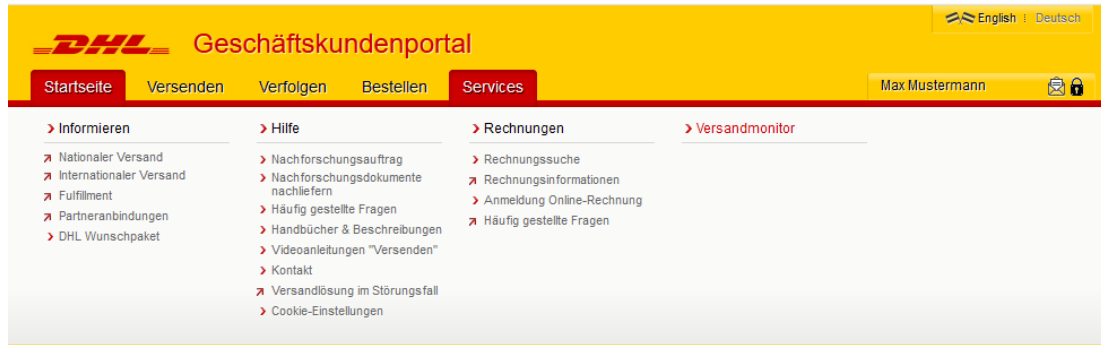 English Deutsch
DHL Geschäftskundenportal
Startseite Versenden Verfolgen Bestellen Services Max Mustermann
Informieren
Nationaler Versand
Internationaler Versand
Fulfillment
Partneranbindungen
DHL Wunschpaket
Hilfe
Nachforschungsauftrag
Nachforschungsdokumente
nachliefern
Häufig gestellte Fragen
Handbücher & Beschreibungen
Videoanleitungen "Versenden"
Kontakt
Versandlösung im Störungsfall
Cookie-Einstellungen
Rechnungen
Rechnungssuche
Rechnungsinformationen
Anmeldung Online-Rechnung
Häufig gestellte Fragen
Versandmonitor